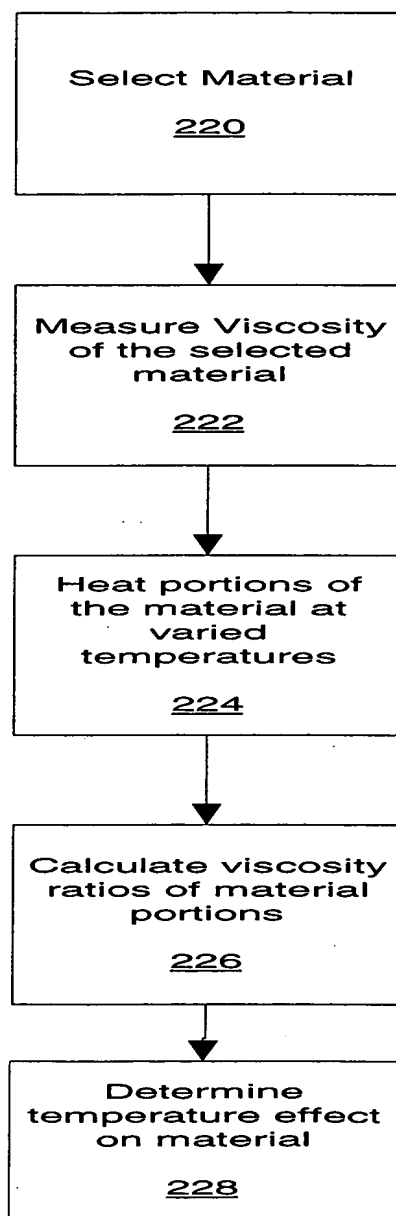 Select Material
220
Measure Viscosity
of the selected
material
222
Heat portions of
the material at
varied
temperatures
224
Calculate viscosity
ratios of material
portions
226
Determine
temperature effect
on material
228